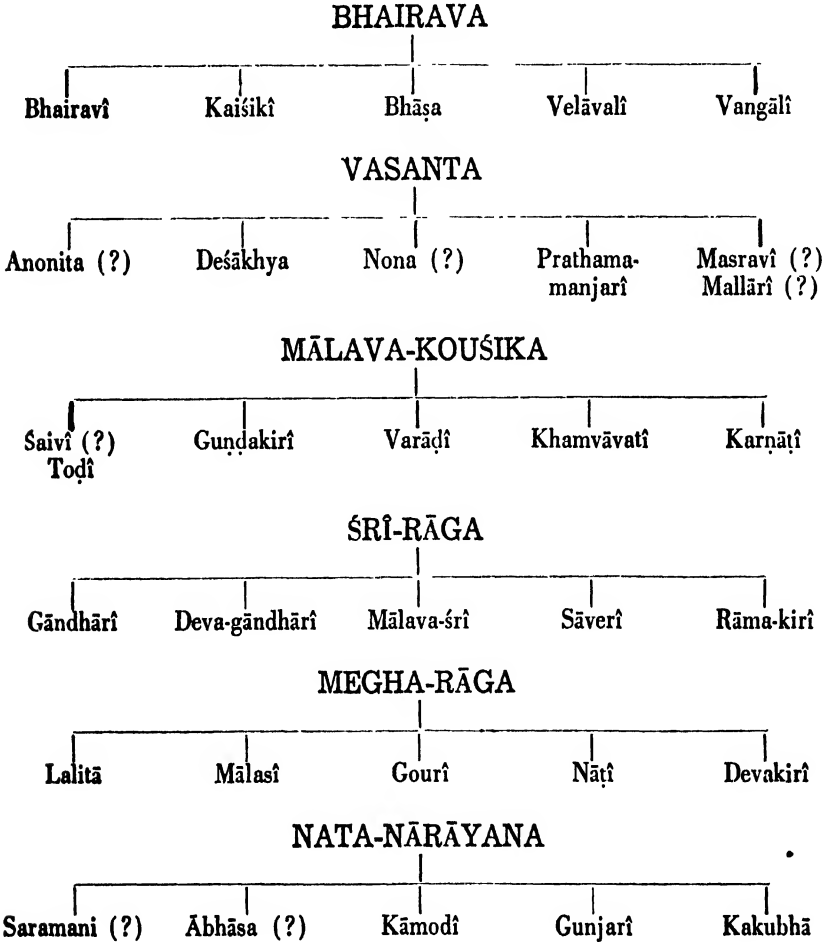 BHAIRAVA
Bhairavî Kaiśikî Bhāṣa Velāvalî Vangālî
VASANTA
Anonita (?) Deśākhya Nona (?) Prathama- Masravî (?)
manjarî Mallārî (?)
MĀLAVA-KOUŚIKA
Śaivî (?) Guṇḍakirî Varāḍî Khamvāvatî Karṇāṭî
Toḍî
ŚRÎ-RĀGA
Gāndhārî Deva-gāndhārî Mālava-śrî Sāverî Rāma-kirî
MEGHA-RĀGA
Lalitā Mālasî Gourî Nāṭî Devakirî
NATA-NĀRĀYANA
Saramani (?) Ābhāsa (?) Kāmodî Gunjarî Kakubhā